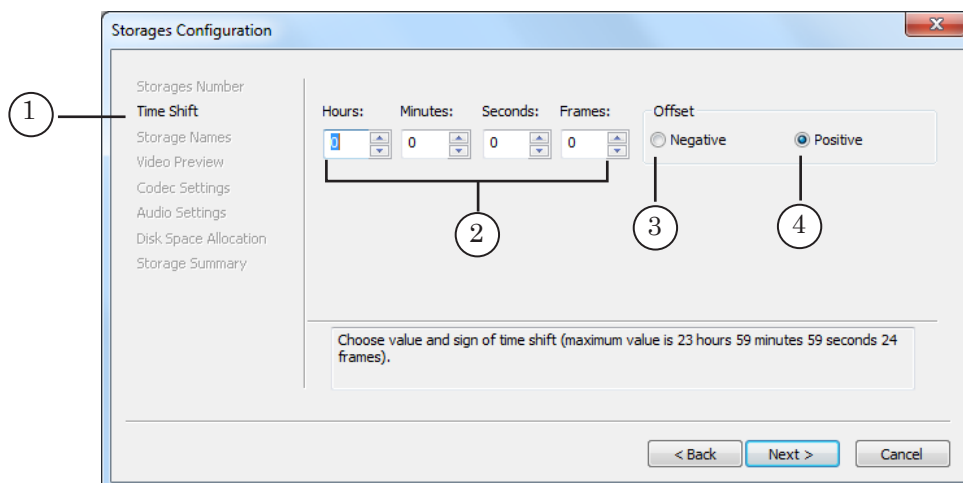 Storages Configuration
Storages Number
Time Shift
Storage Names
Video Preview
Codec Settings
Audio Settings
Disk Space Allocation
Storage Summary
1
Hours: Minutes: Seconds: Frames: Offset
0 0 0 0 Negative Positive
2 3 4
Choose value and sign of time shift (maximum value is 23 hours 59 minutes 59 seconds 24
frames).
< Back Next > Cancel